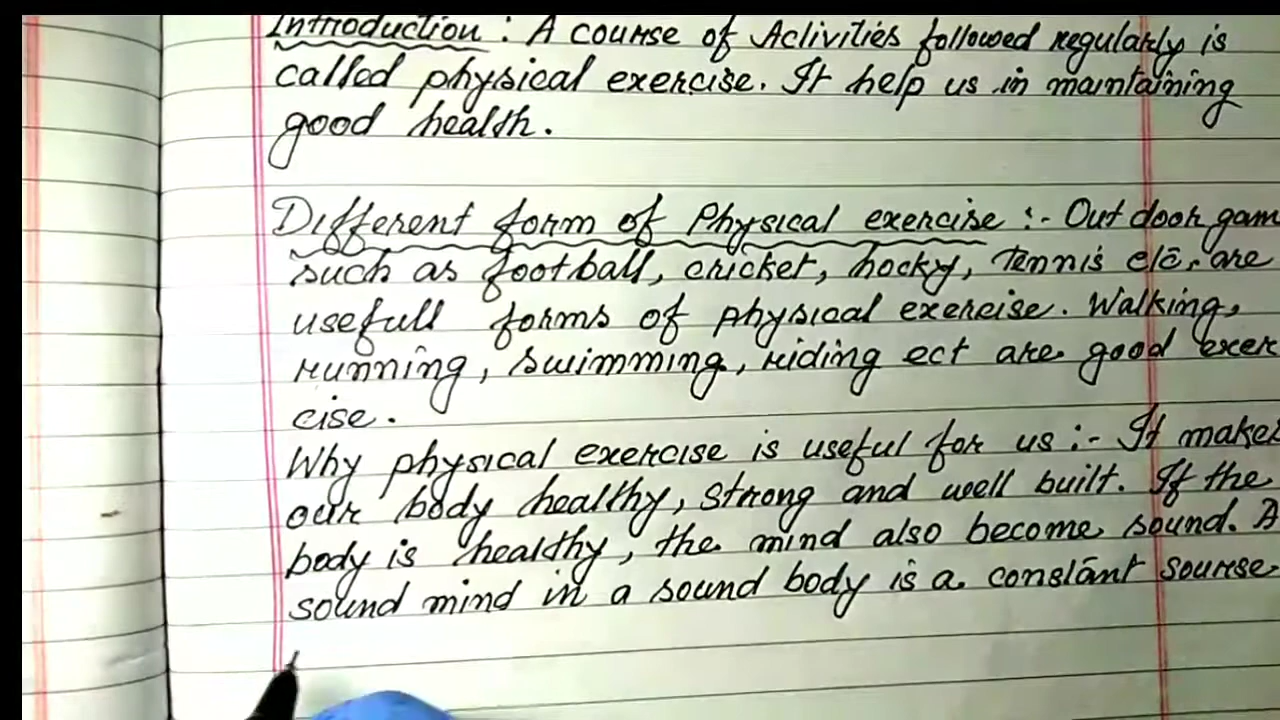 Introduction : A course of Activities followed regularly is
called physical exercise. It help us in maintaining
good health.
Different form of Physical exercise :- Out door gam
such as football, cricket, hocky, Tennis etc, are
usefull forms of physical exercise. Walking,
running, swimming, riding ect are good exer
cise.
Why physical exercise is useful for us :- It makes
our body healthy, strong and well built. If the
body is healthy, the mind also become sound. A
sound mind in a sound body is a constant sourse